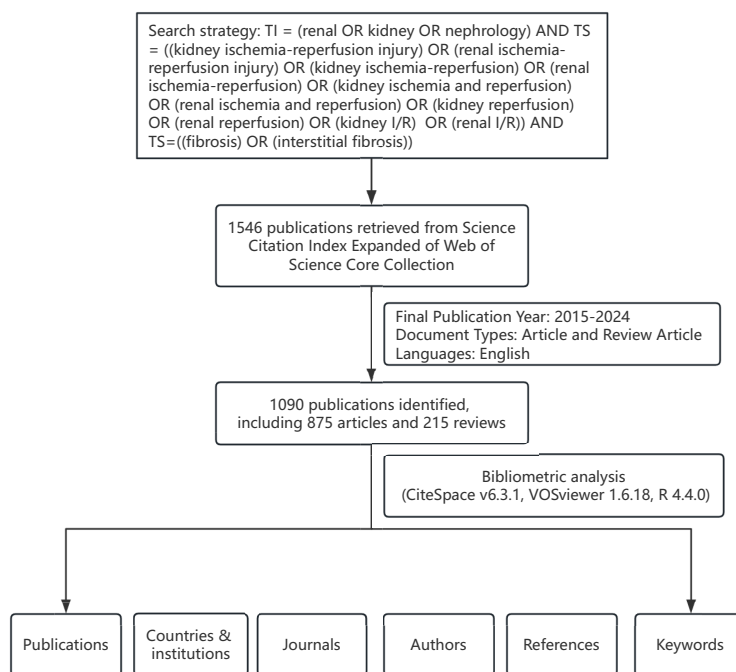 Search strategy: TI = (renal OR kidney OR nephrology) AND TS
= ((kidney ischemia-reperfusion injury) OR (renal ischemia-
reperfusion injury) OR (kidney ischemia-reperfusion) OR (renal
ischemia-reperfusion) OR (kidney ischemia and reperfusion)
OR (renal ischemia and reperfusion) OR (kidney reperfusion)
OR (renal reperfusion) OR (kidney I/R) OR (renal I/R)) AND
TS=((fibrosis) OR (interstitial fibrosis))
1546 publications retrieved from Science
Citation Index Expanded of Web of
Science Core Collection
Final Publication Year: 2015-2024
Document Types: Article and Review Article
Languages: English
1090 publications identified,
including 875 articles and 215 reviews
Bibliometric analysis
(CiteSpace v6.3.1, VOSviewer 1.6.18, R 4.4.0)
Publications
Countries &
institutions
Journals
Authors
References
Keywords